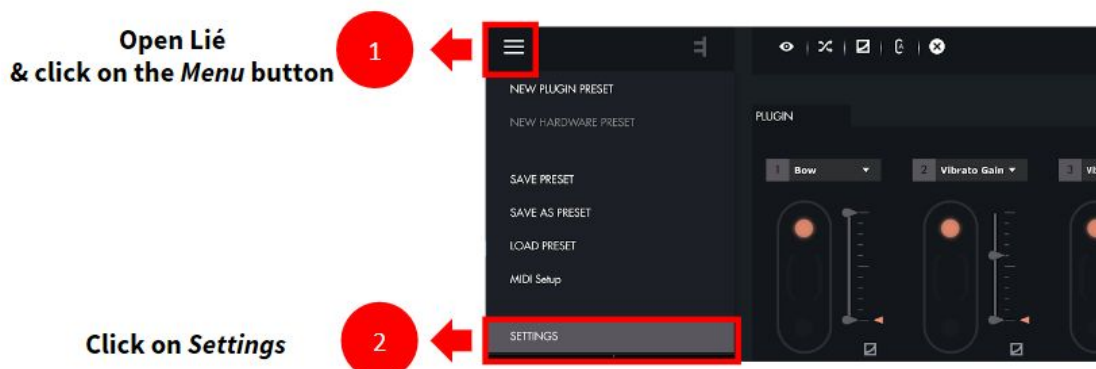 Open Lié
& click on the Menu button
1
NEW PLUGIN PRESET
NEW HARDWARE PRESET
SAVE PRESET
SAVE AS PRESET
LOAD PRESET
MIDI Setup
SETTINGS
PLUGIN
1 Bow
2 Vibrato Gain
3
Click on Settings
2